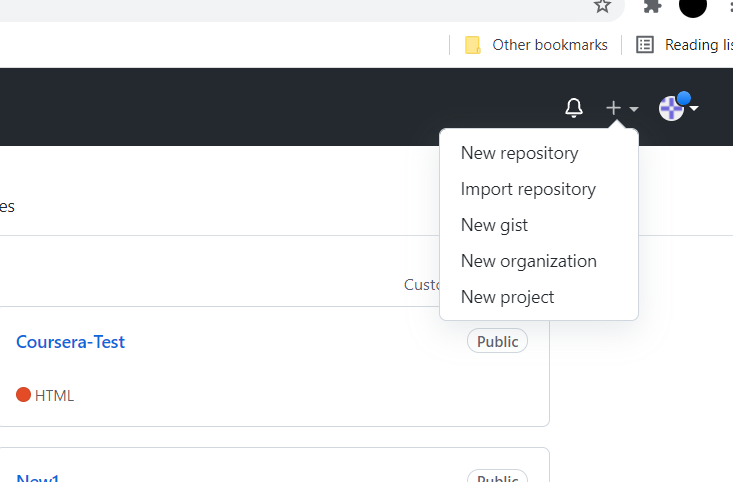 Other bookmarks
Reading lis
New repository
Import repository
New gist
New organization
New project
es
Custo
Coursera-Test
Public
HTML
New1
Public